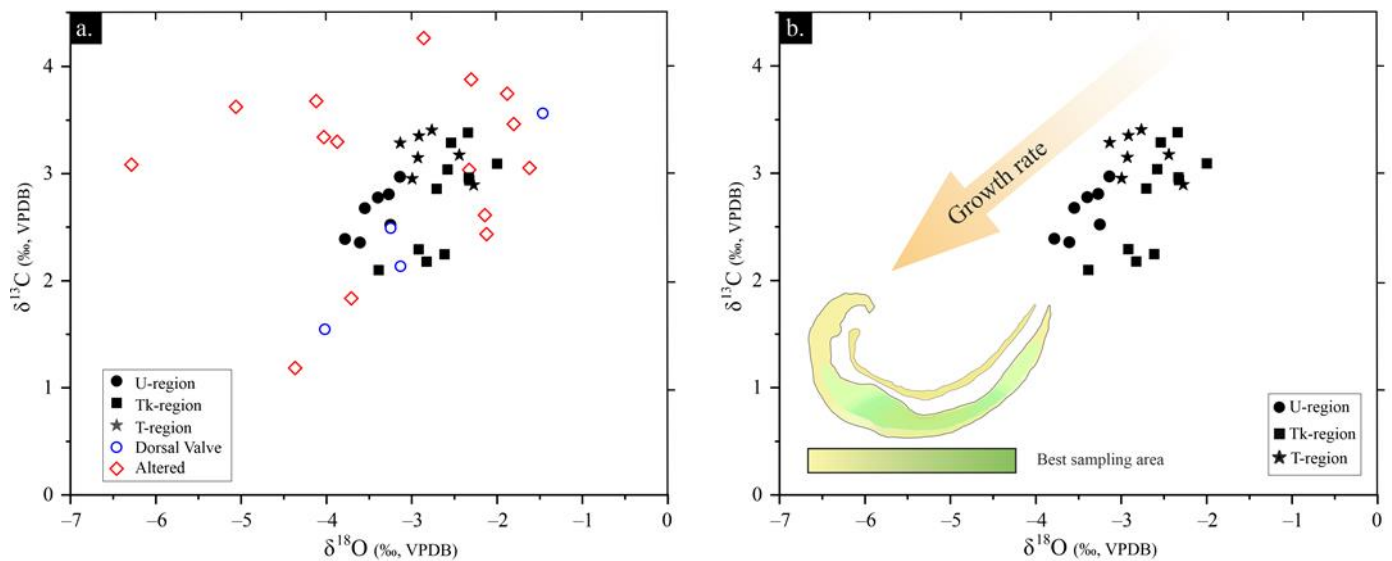 a.
4
3
2
1
0
δ¹³C (‰, VPDB)
U-region
Tk-region
T-region
Dorsal Valve
Altered
−7
−6
−5
−4
−3
−2
−1
0
δ¹⁸O (‰, VPDB)
b.
4
3
2
1
0
δ¹³C (‰, VPDB)
Growth rate
Best sampling area
U-region
Tk-region
T-region
−7
−6
−5
−4
−3
−2
−1
0
δ¹⁸O (‰, VPDB)